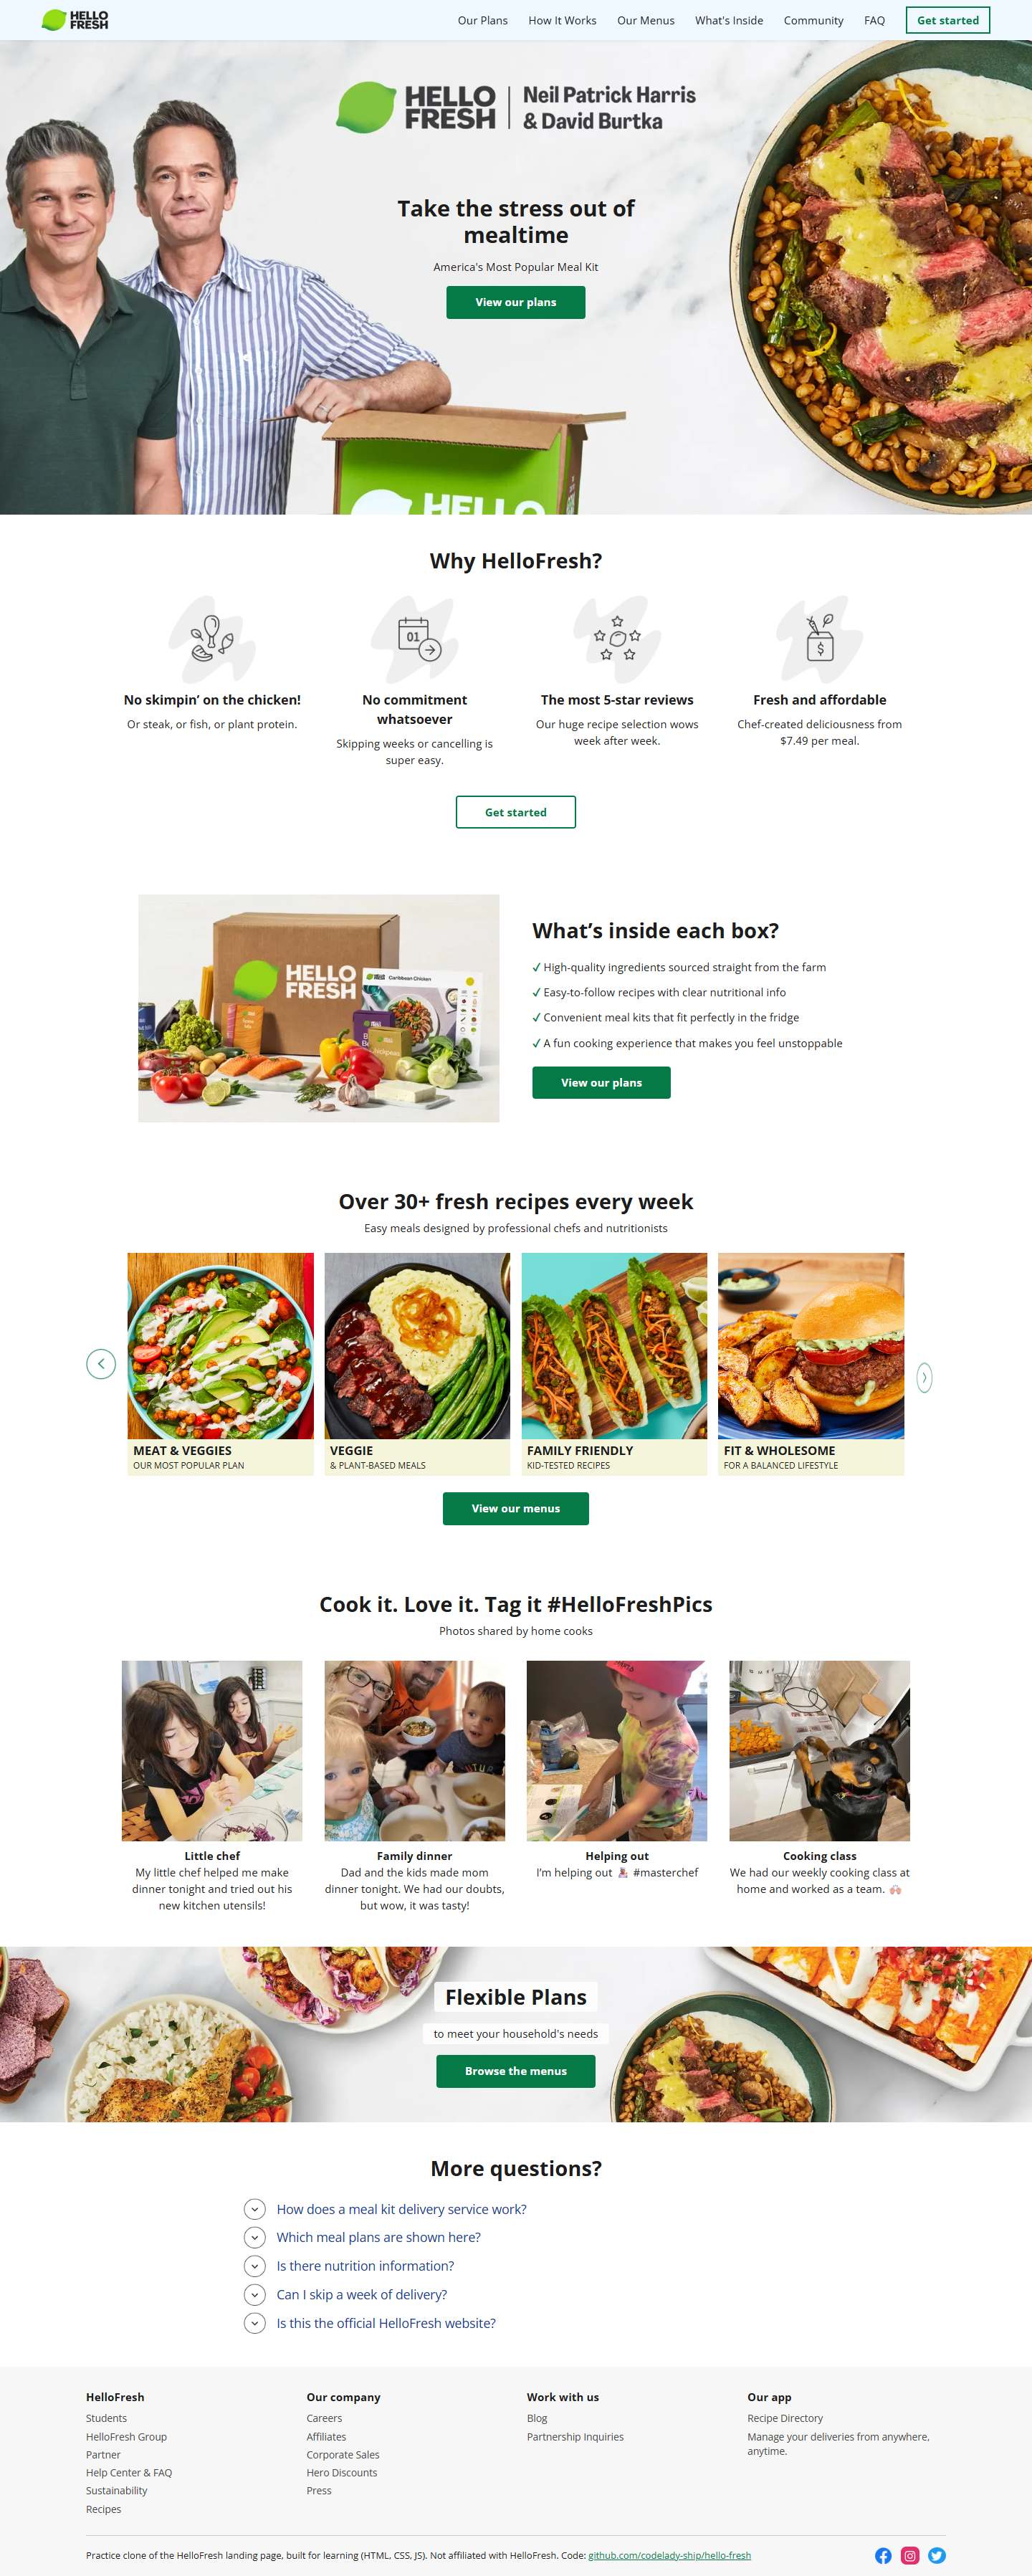 HELLO
FRESH
Our Plans How It Works Our Menus What's Inside Community FAQ Get started
HELLO
FRESH
Neil Patrick Harris
& David Burtka
Take the stress out of
mealtime
America's Most Popular Meal Kit
View our plans
HELLO
Why HelloFresh?
01
$
No skimpin’ on the chicken!
Or steak, or fish, or plant protein.
No commitment
whatsoever
Skipping weeks or cancelling is
super easy.
The most 5-star reviews
Our huge recipe selection wows
week after week.
Fresh and affordable
Chef-created deliciousness from
$7.49 per meal.
Get started
HELLO
FRESH
Caribbean Chicken
What’s inside each box?
✓ High-quality ingredients sourced straight from the farm
✓ Easy-to-follow recipes with clear nutritional info
✓ Convenient meal kits that fit perfectly in the fridge
✓ A fun cooking experience that makes you feel unstoppable
View our plans
Over 30+ fresh recipes every week
Easy meals designed by professional chefs and nutritionists
MEAT & VEGGIES
OUR MOST POPULAR PLAN
VEGGIE
& PLANT-BASED MEALS
FAMILY FRIENDLY
KID-TESTED RECIPES
FIT & WHOLESOME
FOR A BALANCED LIFESTYLE
View our menus
Cook it. Love it. Tag it #HelloFreshPics
Photos shared by home cooks
Little chef
My little chef helped me make
dinner tonight and tried out his
new kitchen utensils!
Family dinner
Dad and the kids made mom
dinner tonight. We had our doubts,
but wow, it was tasty!
Helping out
I'm helping out #masterchef
Cooking class
We had our weekly cooking class at
home and worked as a team.
Flexible Plans
to meet your household's needs
Browse the menus
More questions?
How does a meal kit delivery service work?
Which meal plans are shown here?
Is there nutrition information?
Can I skip a week of delivery?
Is this the official HelloFresh website?
HelloFresh
Students
HelloFresh Group
Partner
Help Center & FAQ
Sustainability
Recipes
Our company
Careers
Affiliates
Corporate Sales
Hero Discounts
Press
Work with us
Blog
Partnership Inquiries
Our app
Recipe Directory
Manage your deliveries from anywhere,
anytime.
Practice clone of the HelloFresh landing page, built for learning (HTML, CSS, JS). Not affiliated with HelloFresh. Code: github.com/codelady-ship/hello-fresh